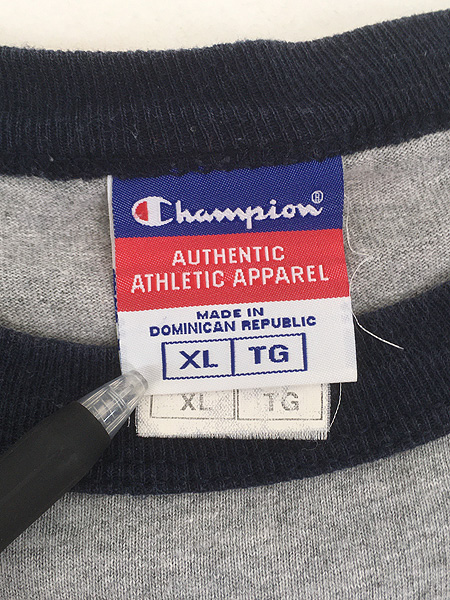 Champion®
AUTHENTIC
ATHLETIC APPAREL
MADE IN
DOMINICAN REPUBLIC
XL TG
XL TG